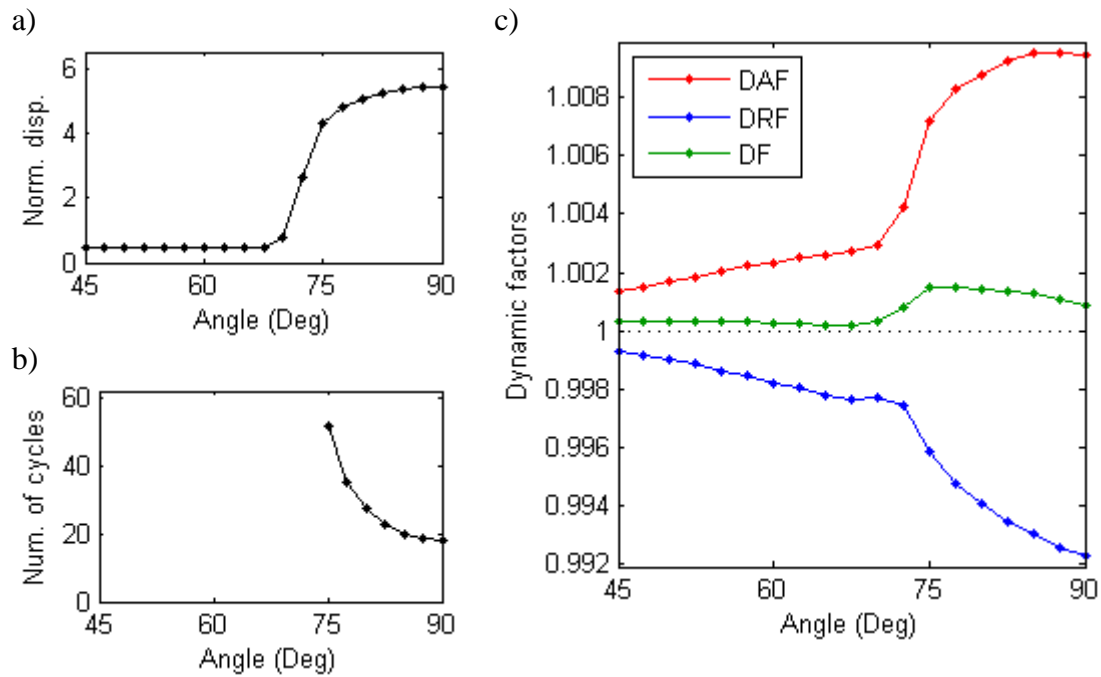 a)
6
4
2
0
45 60 75 90
Norm. disp.
Angle (Deg)
b)
60
40
20
0
45 60 75 90
Num. of cycles
Angle (Deg)
c)
DAF
DRF
DF
1.008
1.006
1.004
1.002
1
0.998
0.996
0.994
0.992
45 60 75 90
Dynamic factors
Angle (Deg)